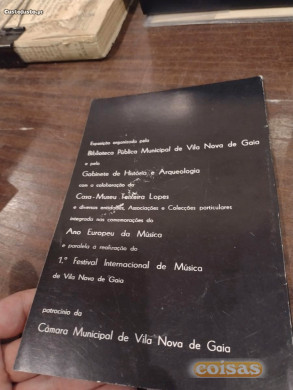 CustoJusto.pt
Exposição organizada pela
Biblioteca Pública Municipal de Vila Nova de Gaia
e pelo
Gabinete de História e Arqueologia
com a colaboração da
Casa-Museu Teixeira Lopes
e diversas entidades, Associações e Colecções particulares
integrada nas comemorações do
Ano Europeu da Música
e paralela à realização do
1.º Festival Internacional de Música
de Vila Nova de Gaia
patrocínio da
Câmara Municipal de Vila Nova de Gaia
coisas